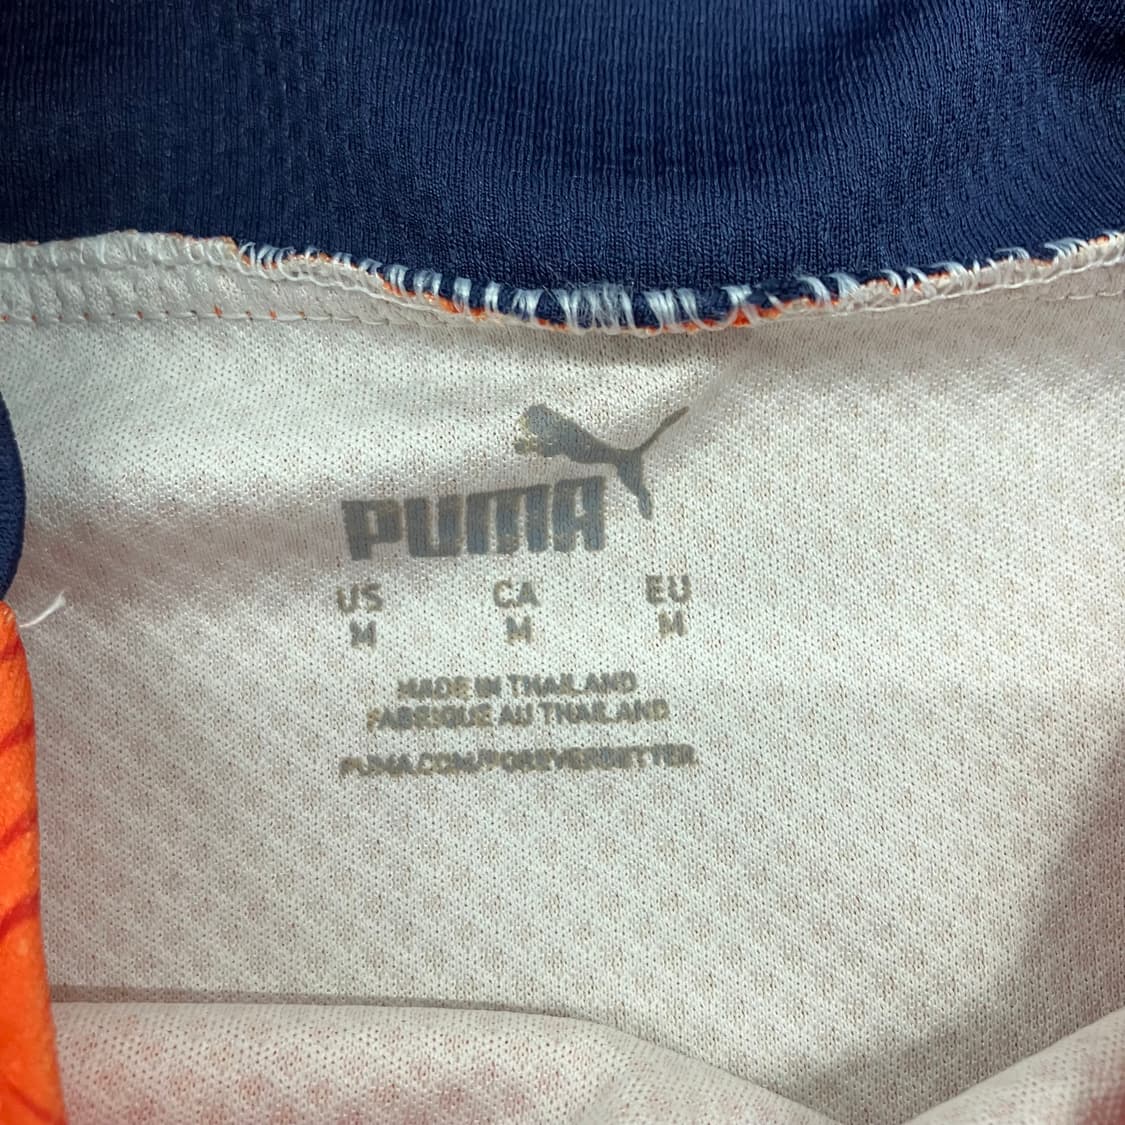 PUMA
US CA EU
M M M
MADE IN THAILAND
FABRIQUE AU THAILAND
PUMA.COM/FOREVERBETTER